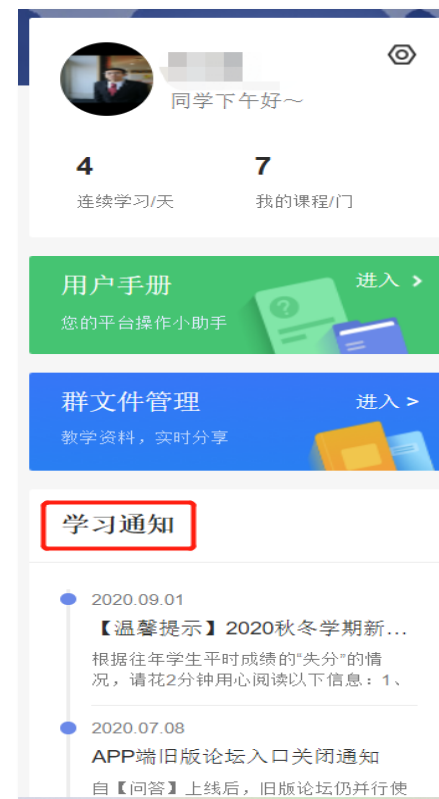 同学下午好～
4
7
连续学习/天
我的课程/门
用户手册
进入 >
您的平台操作小助手
群文件管理
进入 >
教学资料，实时分享
学习通知
2020.09.01
【温馨提示】2020秋冬学期新...
根据往年学生平时成绩的“失分”的情
况，请花2分钟用心阅读以下信息：1、
2020.07.08
APP端旧版论坛入口关闭通知
自【问答】上线后，旧版论坛仍并行使